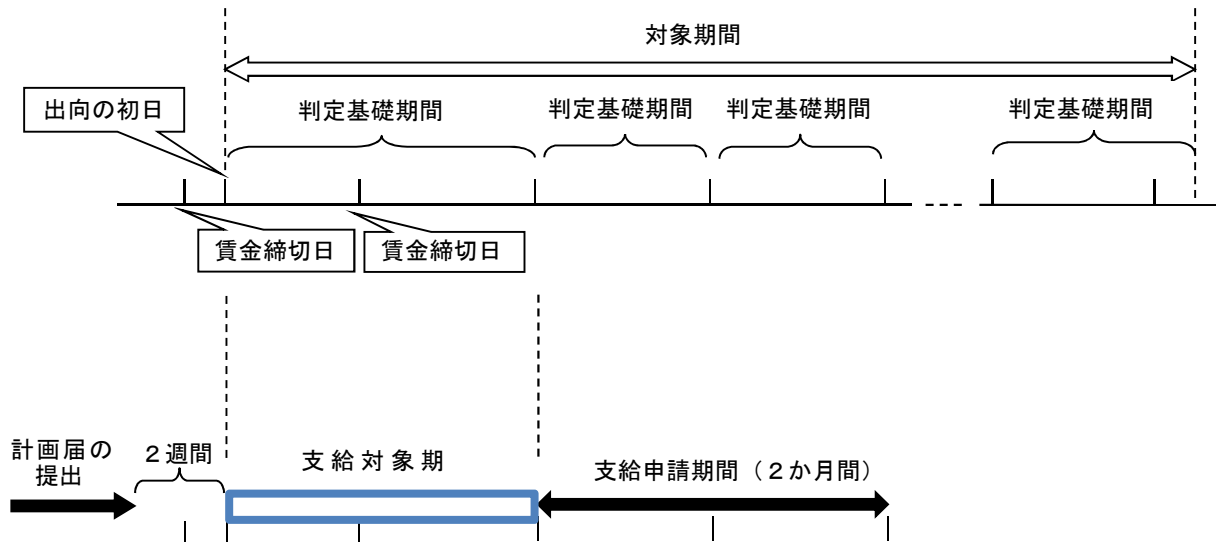 対象期間
出向の初日
判定基礎期間
判定基礎期間
判定基礎期間
判定基礎期間
賃金締切日
賃金締切日
計画届の
提出
２週間
支給対象期
支給申請期間（２か月間）